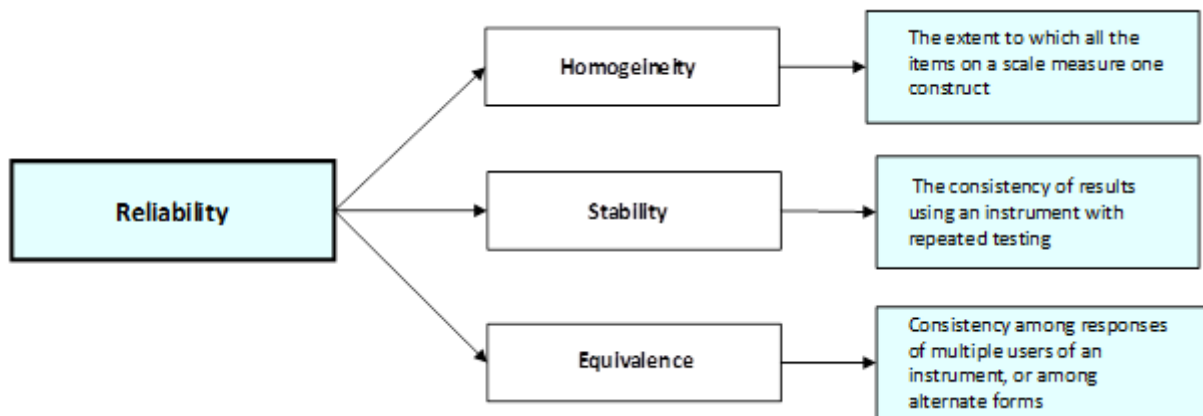 Reliability
Homogeineity
The extent to which all the
items on a scale measure one
construct
Stability
The consistency of results
using an instrument with
repeated testing
Equivalence
Consistency among responses
of multiple users of an
instrument, or among
alternate forms